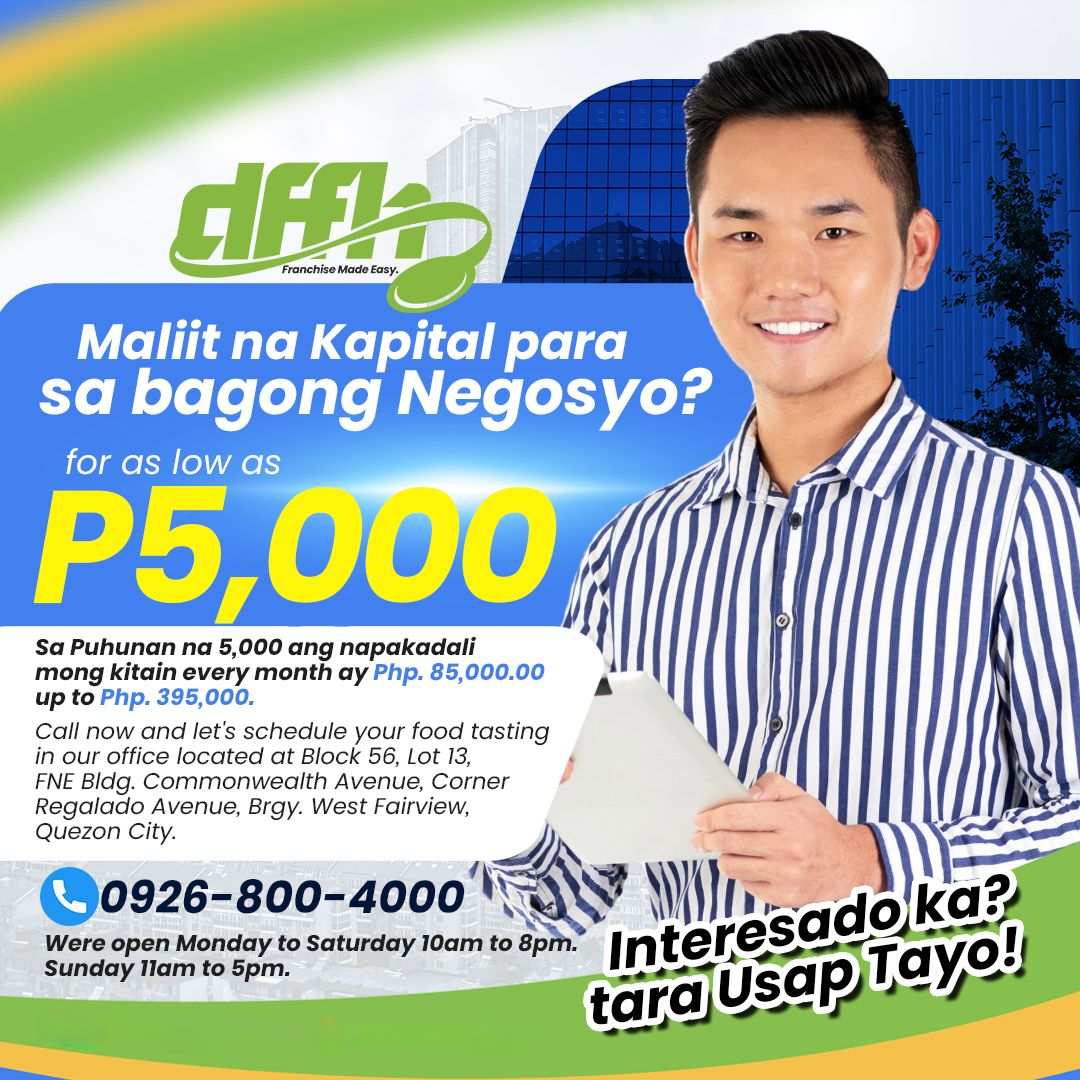 dffh
Franchise Made Easy.
Maliit na Kapital para
sa bagong Negosyo?
for as low as
P5,000
Sa Puhunan na 5,000 ang napakadali
mong kitain every month ay Php. 85,000.00
up to Php. 395,000.
Call now and let's schedule your food tasting
in our office located at Block 56, Lot 13,
FNE Bldg. Commonwealth Avenue, Corner
Regalado Avenue, Brgy. West Fairview,
Quezon City.
0926-800-4000
Were open Monday to Saturday 10am to 8pm.
Sunday 11am to 5pm.
Interesado ka?
tara Usap Tayo!